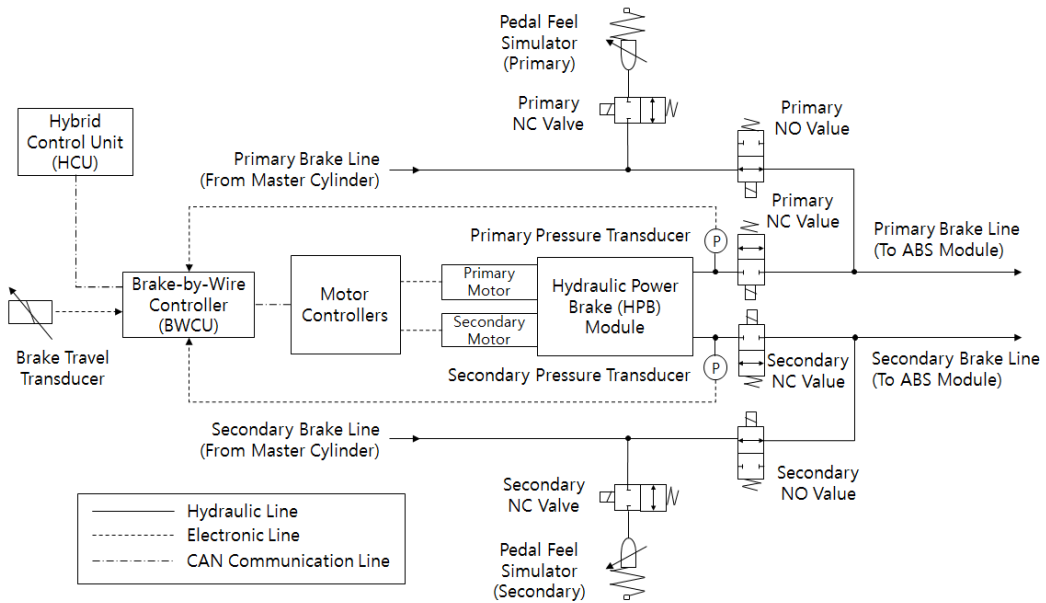 Pedal Feel
Simulator
(Primary)
Primary
NC Valve
Primary
NO Value
Hybrid
Control Unit
(HCU)
Primary Brake Line
(From Master Cylinder)
Primary
NC Value
Primary Pressure Transducer
P
Primary Brake Line
(To ABS Module)
Brake-by-Wire
Controller
(BWCU)
Motor
Controllers
Primary
Motor
Secondary
Motor
Hydraulic Power
Brake (HPB)
Module
Brake Travel
Transducer
Secondary Pressure Transducer
P
Secondary
NC Value
Secondary Brake Line
(To ABS Module)
Secondary Brake Line
(From Master Cylinder)
Secondary
NO Value
Secondary
NC Valve
Pedal Feel
Simulator
(Secondary)
Hydraulic Line
Electronic Line
CAN Communication Line